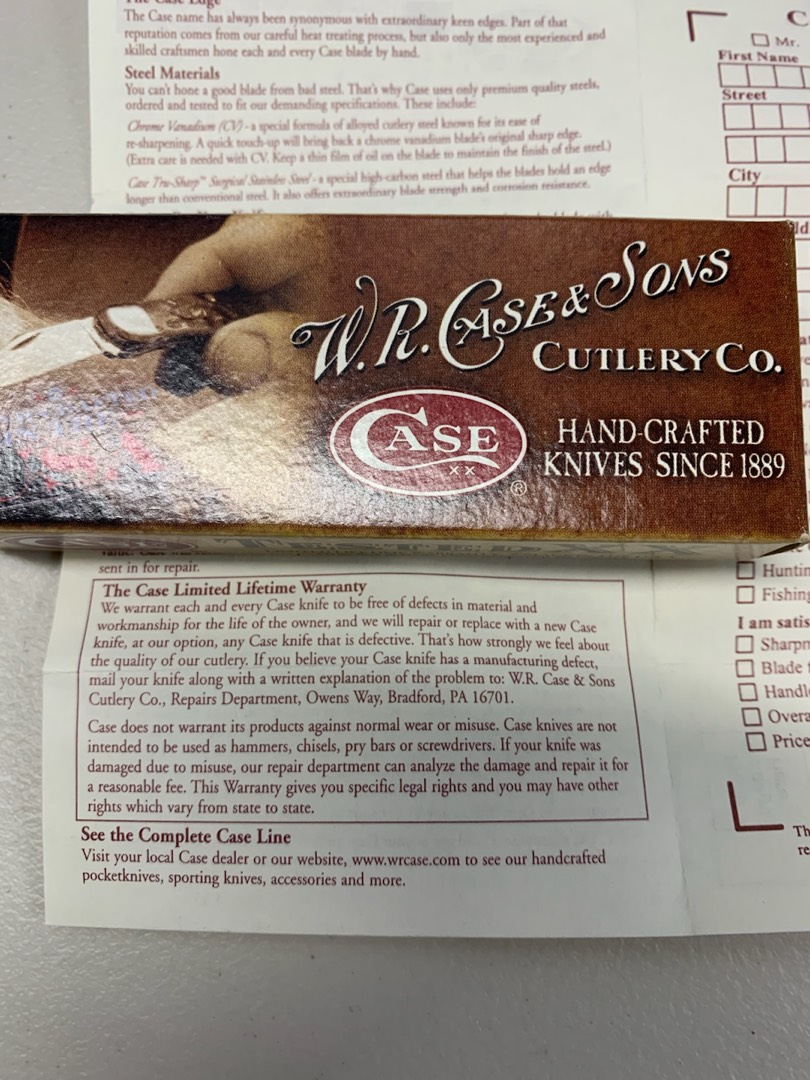 The Case Edge
The Case name has always been synonymous with extraordinary keen edges. Part of that
reputation comes from our careful heat treating process, but also only the most experienced and
skilled craftsmen hone each and every Case blade by hand.
Steel Materials
You can't hone a good blade from bad steel. That's why Case uses only premium quality steels,
ordered and tested to fit our demanding specifications. These include:
Chrome Vanadium (CV) - a special formula of alloyed cutlery steel known for its ease of
re-sharpening. A quick touch-up will bring back a chrome vanadium blade's original sharp edge.
(Extra care is needed with CV. Keep a thin film of oil on the blade to maintain the finish of the steel.)
Case Tru-Sharp™ Surgical Stainless Steel - a special high-carbon steel that helps the blades hold an edge
longer than conventional steel. It also offers extraordinary blade strength and corrosion resistance.
C
Mr.
First Name
Street
City
W.R. CASE & SONS
CUTLERY CO.
CASE
XX
®
HAND-CRAFTED
KNIVES SINCE 1889
sent in for repair.
The Case Limited Lifetime Warranty
We warrant each and every Case knife to be free of defects in material and
workmanship for the life of the owner, and we will repair or replace with a new Case
knife, at our option, any Case knife that is defective. That's how strongly we feel about
the quality of our cutlery. If you believe your Case knife has a manufacturing defect,
mail your knife along with a written explanation of the problem to: W.R. Case & Sons
Cutlery Co., Repairs Department, Owens Way, Bradford, PA 16701.
Case does not warrant its products against normal wear or misuse. Case knives are not
intended to be used as hammers, chisels, pry bars or screwdrivers. If your knife was
damaged due to misuse, our repair department can analyze the damage and repair it for
a reasonable fee. This Warranty gives you specific legal rights and you may have other
rights which vary from state to state.
See the Complete Case Line
Visit your local Case dealer or our website, www.wrcase.com to see our handcrafted
pocketknives, sporting knives, accessories and more.
Huntin
Fishing
I am satis
Sharpn
Blade
Handl
Overa
Price
Th
re